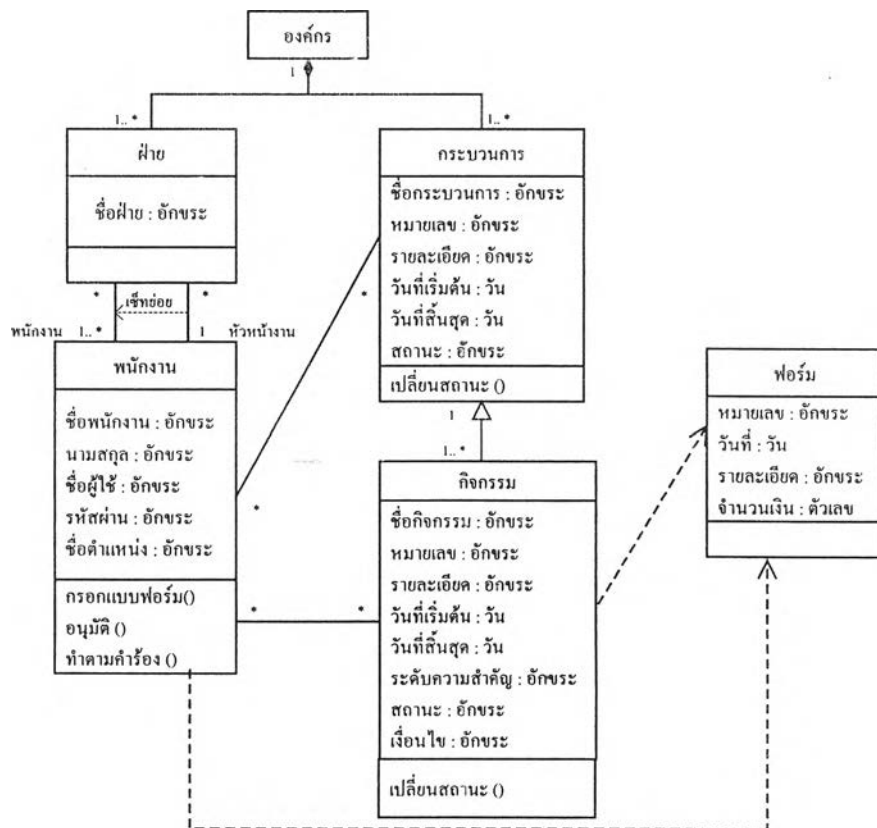 องค์กร
1
1..*
1..*
ฝ่าย
ชื่อฝ่าย : อักขระ
กระบวนการ
ชื่อกระบวนการ : อักขระ
หมายเลข : อักขระ
รายละเอียด : อักขระ
วันที่เริ่มต้น : วัน
วันที่สิ้นสุด : วัน
สถานะ : อักขระ
เปลี่ยนสถานะ ()
*
เซ็ทย่อย
*
*
พนักงาน
1..*
1
หัวหน้างาน
พนักงาน
ชื่อพนักงาน : อักขระ
นามสกุล : อักขระ
ชื่อผู้ใช้ : อักขระ
รหัสผ่าน : อักขระ
ชื่อตำแหน่ง : อักขระ
กรอกแบบฟอร์ม()
อนุมัติ ()
ทำตามคำร้อง ()
1
1..*
*
*
*
กิจกรรม
ชื่อกิจกรรม : อักขระ
หมายเลข : อักขระ
รายละเอียด : อักขระ
วันที่เริ่มต้น : วัน
วันที่สิ้นสุด : วัน
ระดับความสำคัญ : อักขระ
สถานะ : อักขระ
เงื่อนไข : อักขระ
เปลี่ยนสถานะ ()
ฟอร์ม
หมายเลข : อักขระ
วันที่ : วัน
รายละเอียด : อักขระ
จำนวนเงิน : ตัวเลข